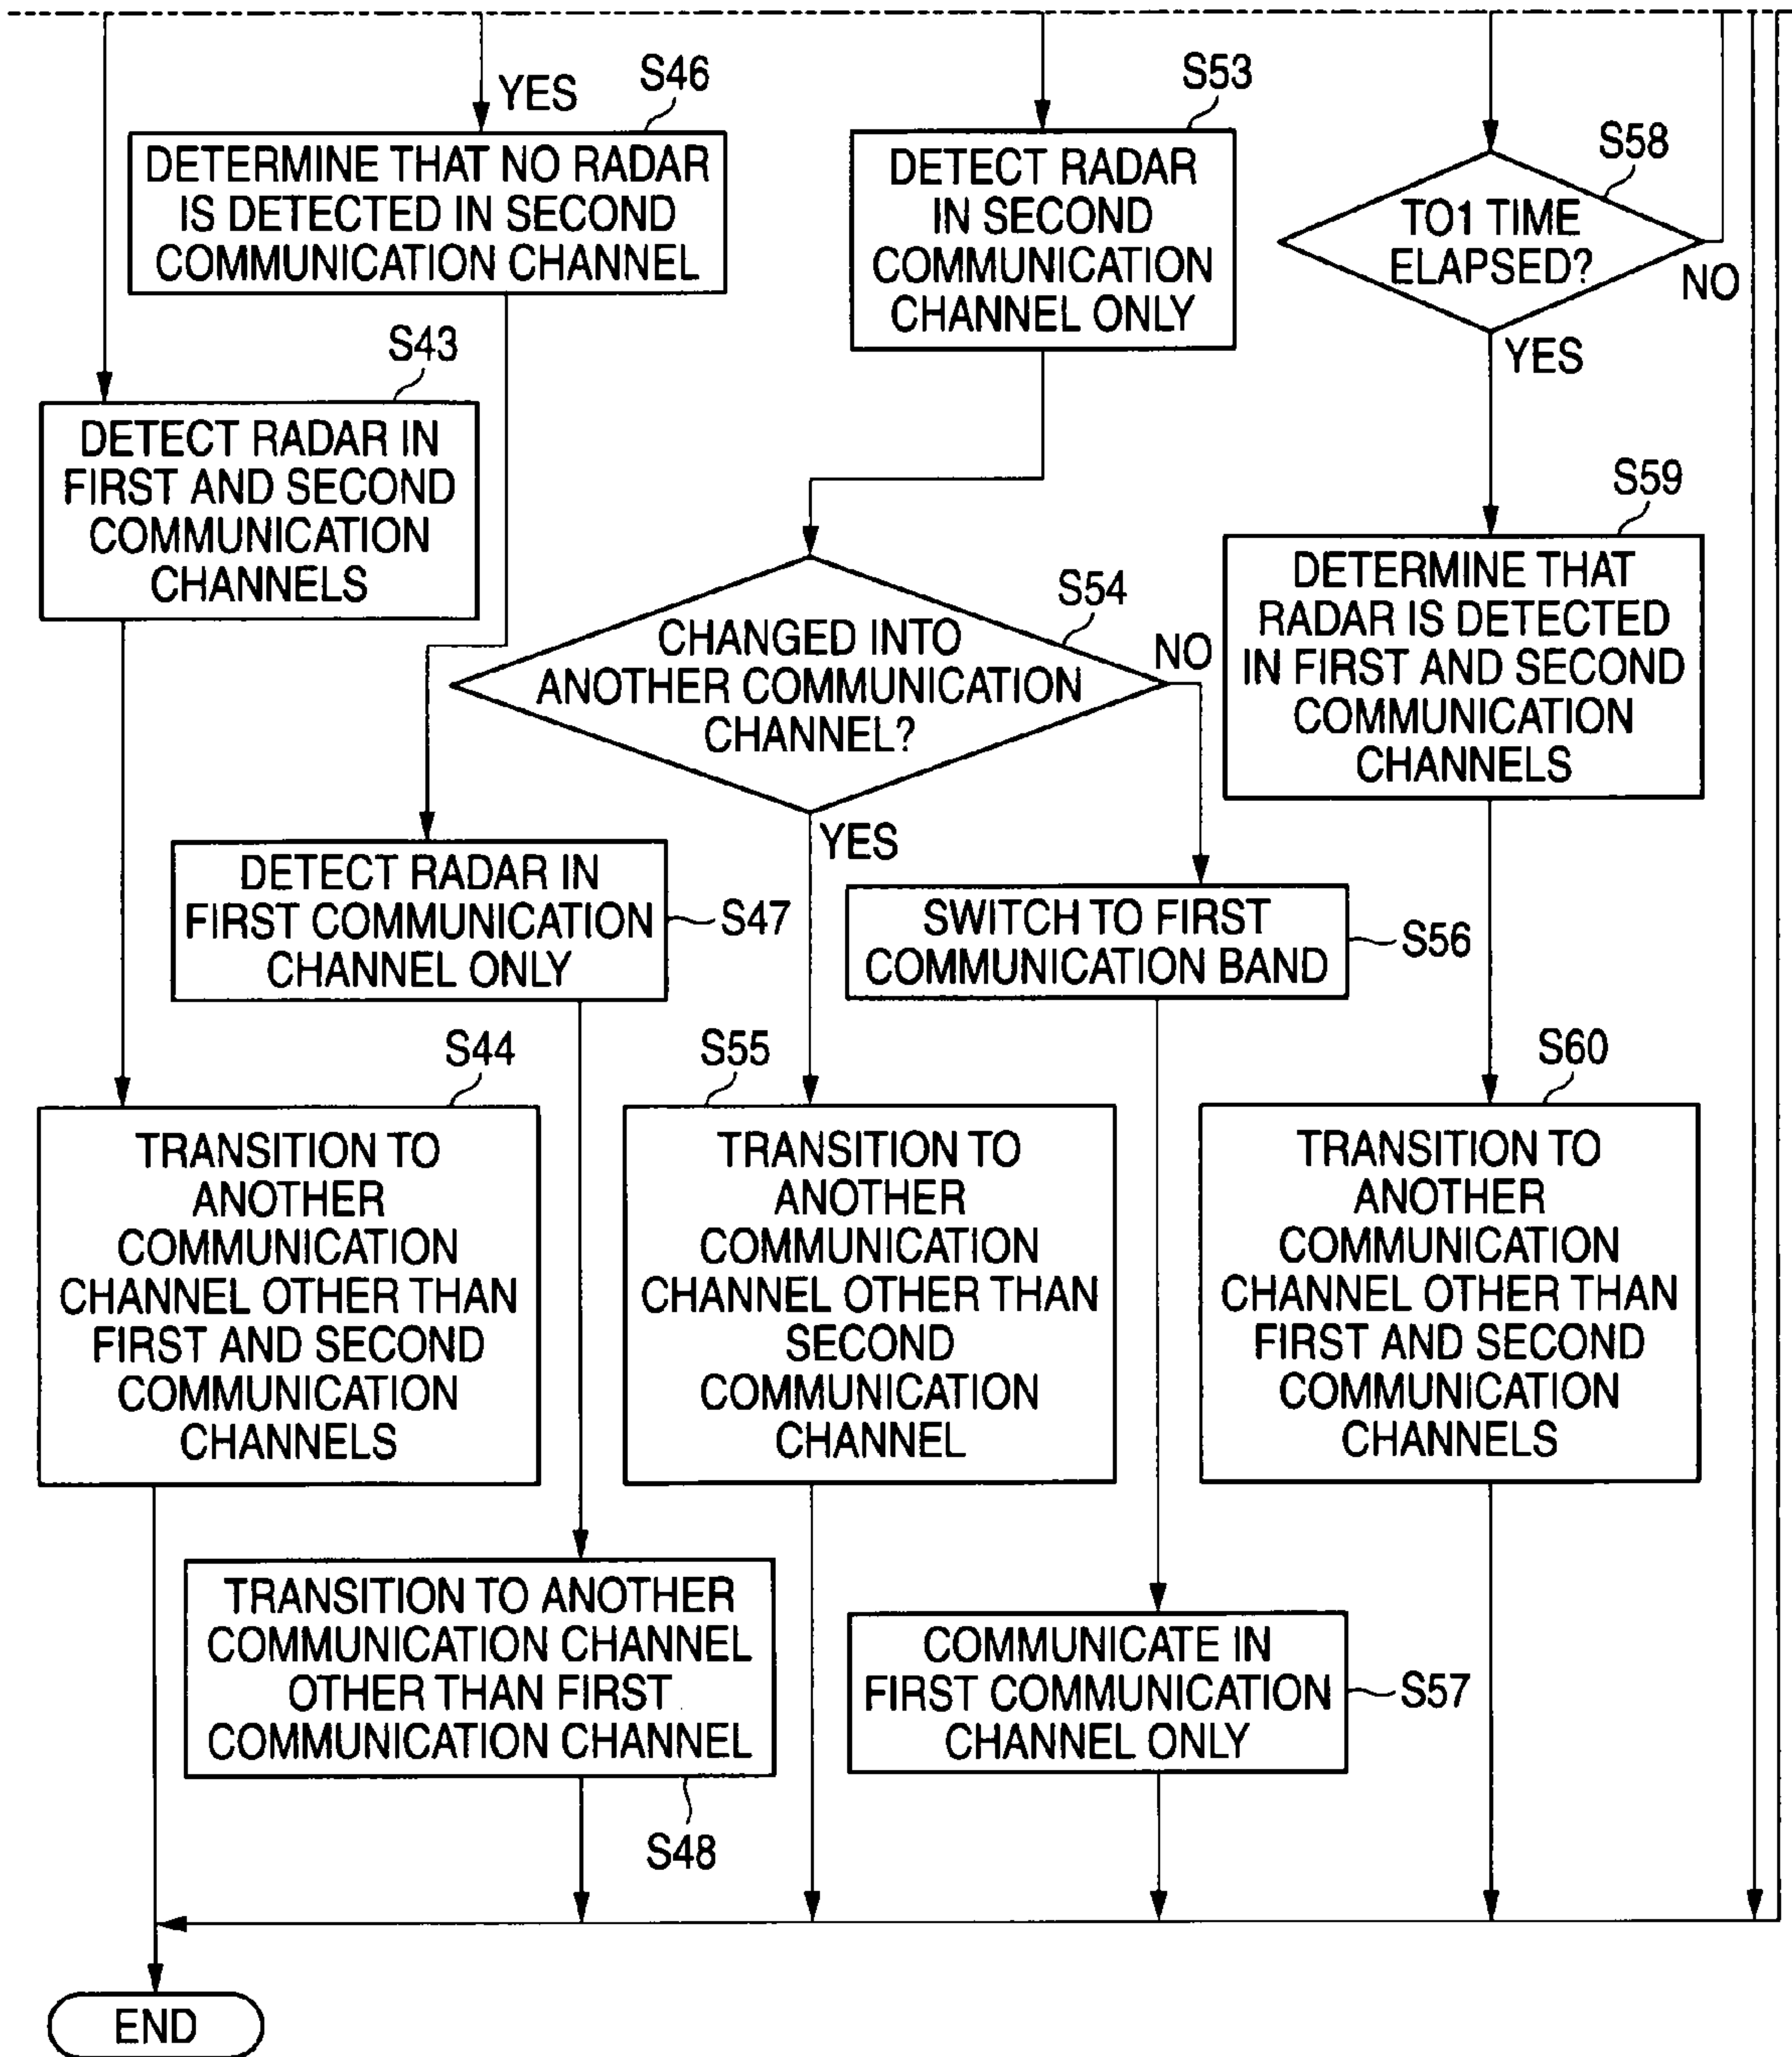 YES
S46
DETERMINE THAT NO RADAR
IS DETECTED IN SECOND
COMMUNICATION CHANNEL
S53
DETECT RADAR
IN SECOND
COMMUNICATION
CHANNEL ONLY
S58
TO1 TIME
ELAPSED?
NO
YES
S43
DETECT RADAR IN
FIRST AND SECOND
COMMUNICATION
CHANNELS
S54
CHANGED INTO
ANOTHER COMMUNICATION
CHANNEL?
NO
YES
S59
DETERMINE THAT
RADAR IS DETECTED
IN FIRST AND SECOND
COMMUNICATION
CHANNELS
DETECT RADAR IN
FIRST COMMUNICATION
CHANNEL ONLY
S47
SWITCH TO FIRST
COMMUNICATION BAND
S56
S44
TRANSITION TO
ANOTHER
COMMUNICATION
CHANNEL OTHER THAN
FIRST AND SECOND
COMMUNICATION
CHANNELS
S55
TRANSITION TO
ANOTHER
COMMUNICATION
CHANNEL OTHER THAN
SECOND
COMMUNICATION
CHANNEL
S60
TRANSITION TO
ANOTHER
COMMUNICATION
CHANNEL OTHER THAN
FIRST AND SECOND
COMMUNICATION
CHANNELS
TRANSITION TO ANOTHER
COMMUNICATION CHANNEL
OTHER THAN FIRST
COMMUNICATION CHANNEL
S48
COMMUNICATE IN
FIRST COMMUNICATION
CHANNEL ONLY
S57
END